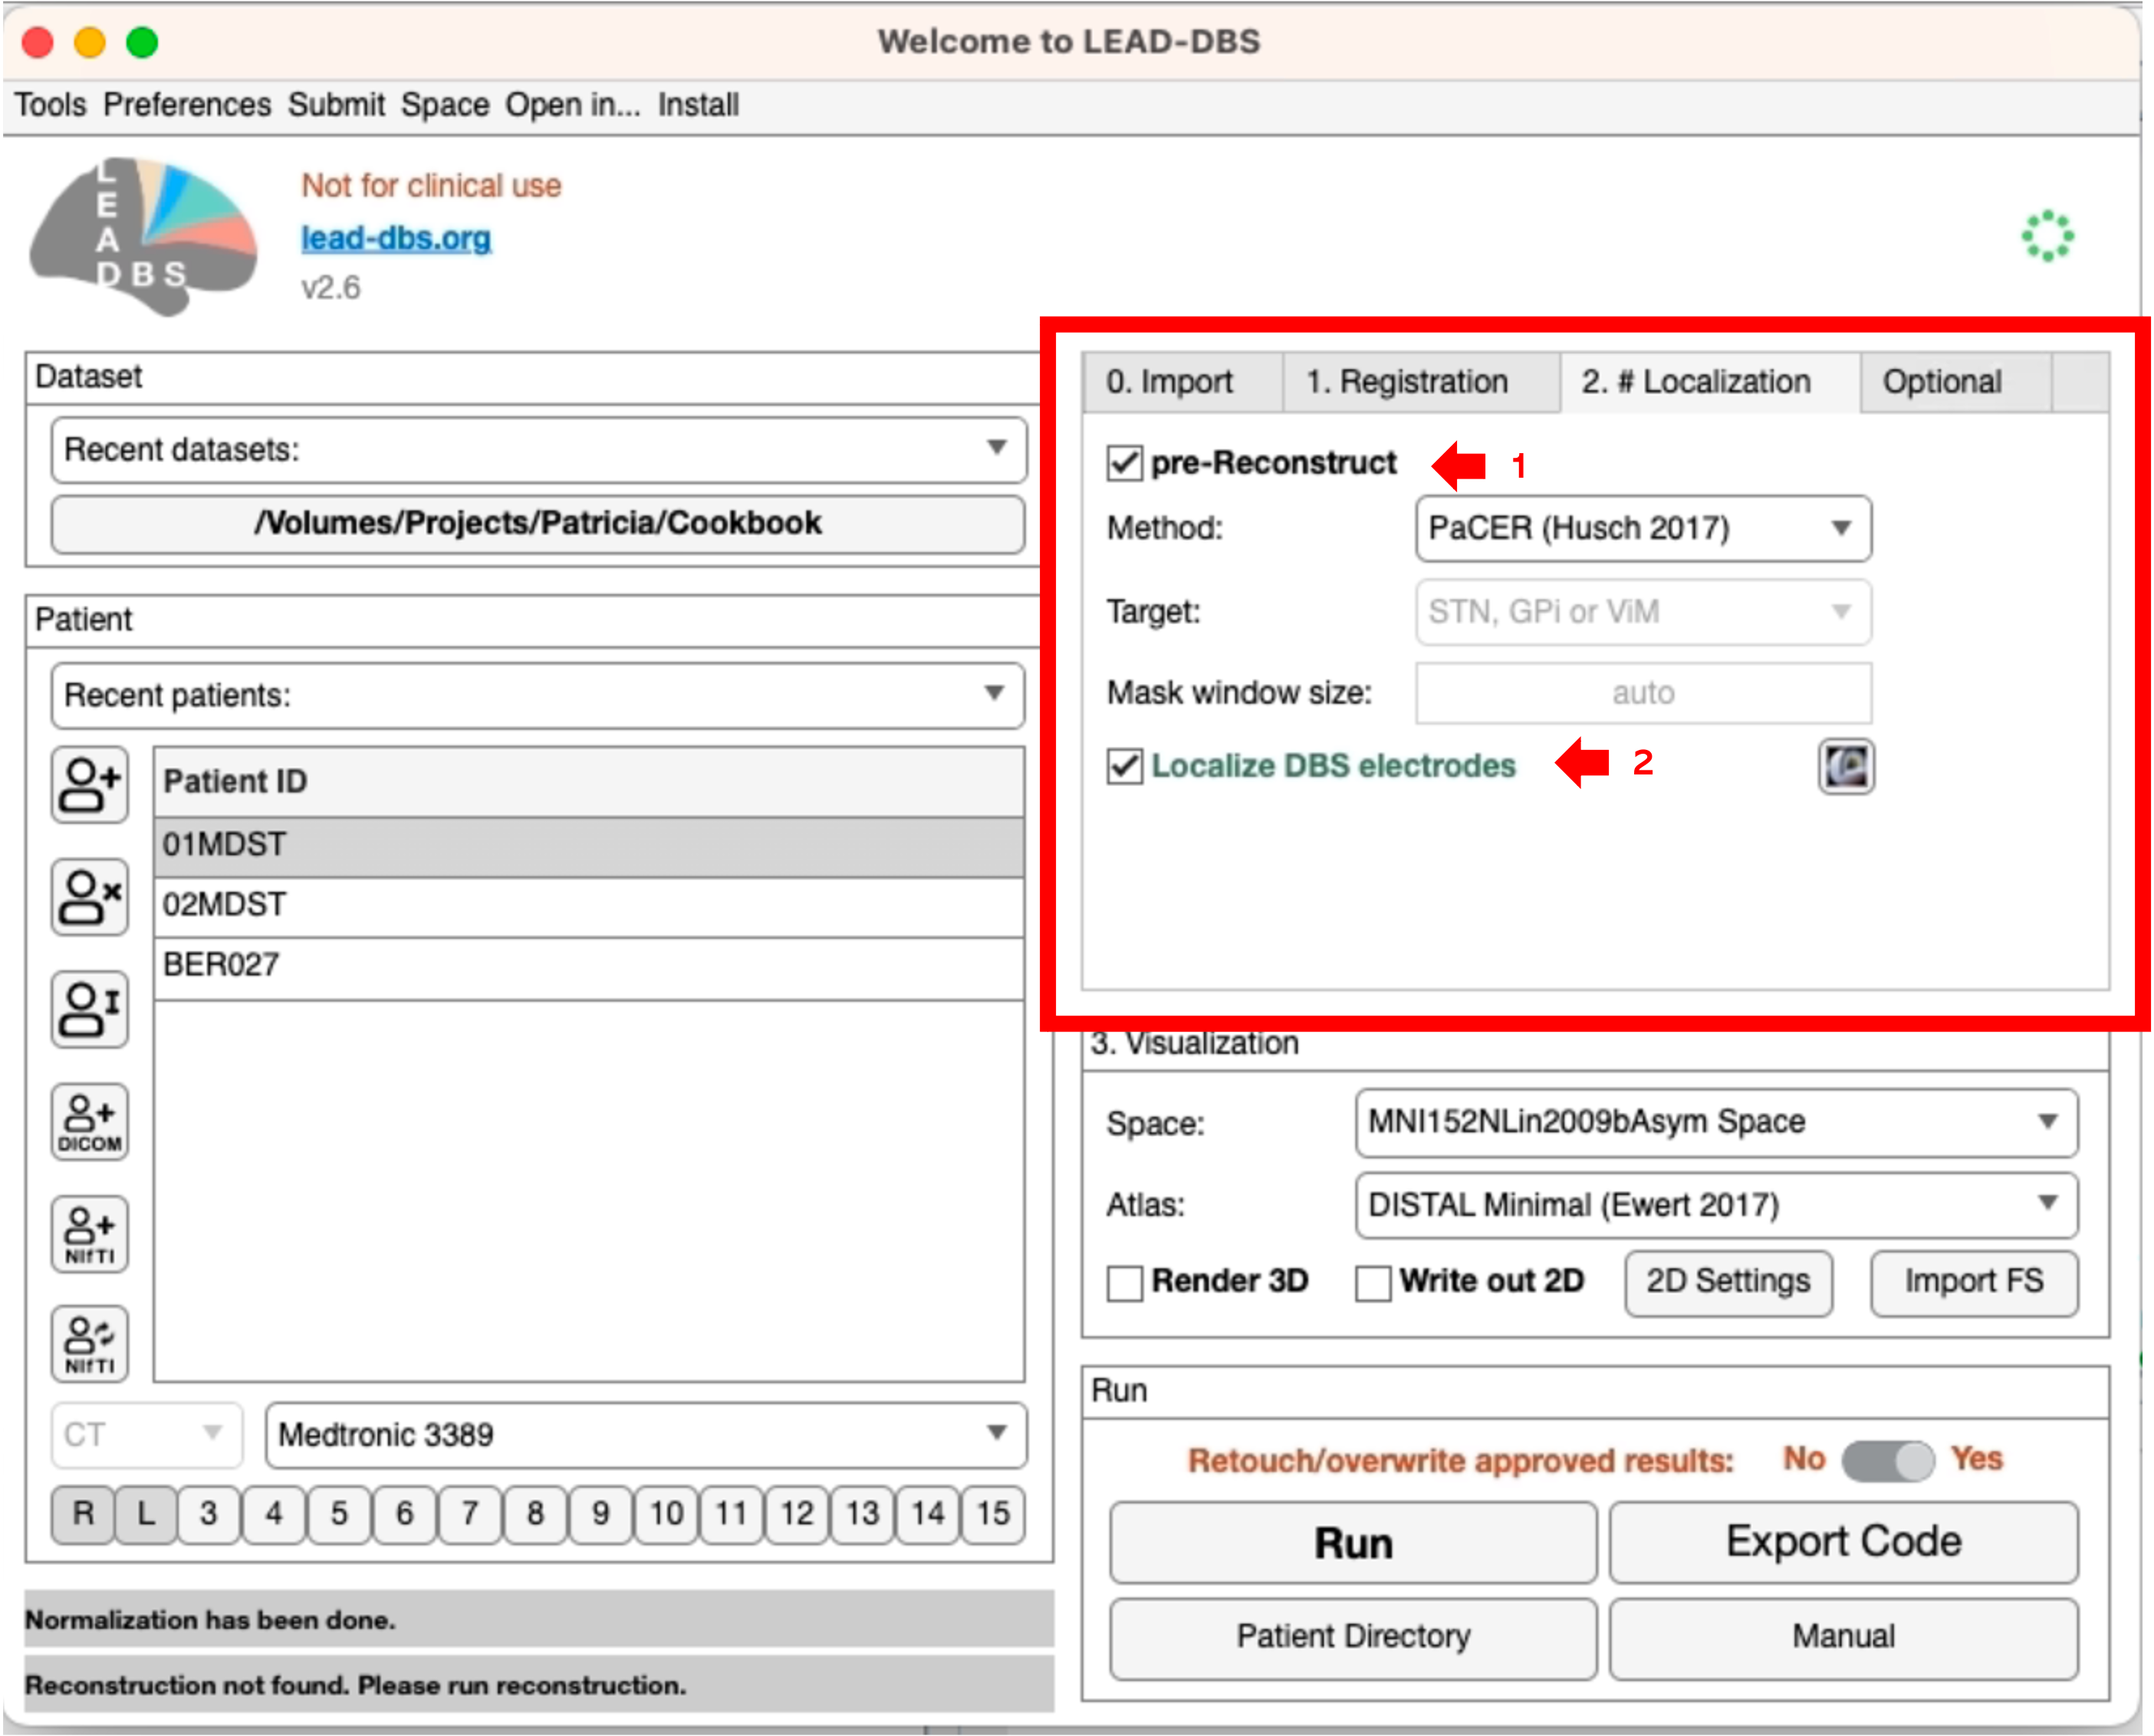 Welcome to LEAD-DBS
Tools Preferences Submit Space Open in... Install
L
E
A
D B S
Not for clinical use
lead-dbs.org
v2.6
Dataset
Recent datasets:
/Volumes/Projects/Patricia/Cookbook
Patient
Recent patients:
Patient ID
01MDST
02MDST
BER027
DICOM
NIfTI
NIfTI
CT
Medtronic 3389
R L 3 4 5 6 7 8 9 10 11 12 13 14 15
Normalization has been done.
Reconstruction not found. Please run reconstruction.
0. Import 1. Registration 2. # Localization Optional
pre-Reconstruct 1
Method: PaCER (Husch 2017)
Target: STN, GPi or ViM
Mask window size: auto
Localize DBS electrodes 2
3. Visualization
Space: MNI152NLin2009bAsym Space
Atlas: DISTAL Minimal (Ewert 2017)
Render 3D Write out 2D 2D Settings Import FS
Run
Retouch/overwrite approved results: No Yes
Run Export Code
Patient Directory Manual